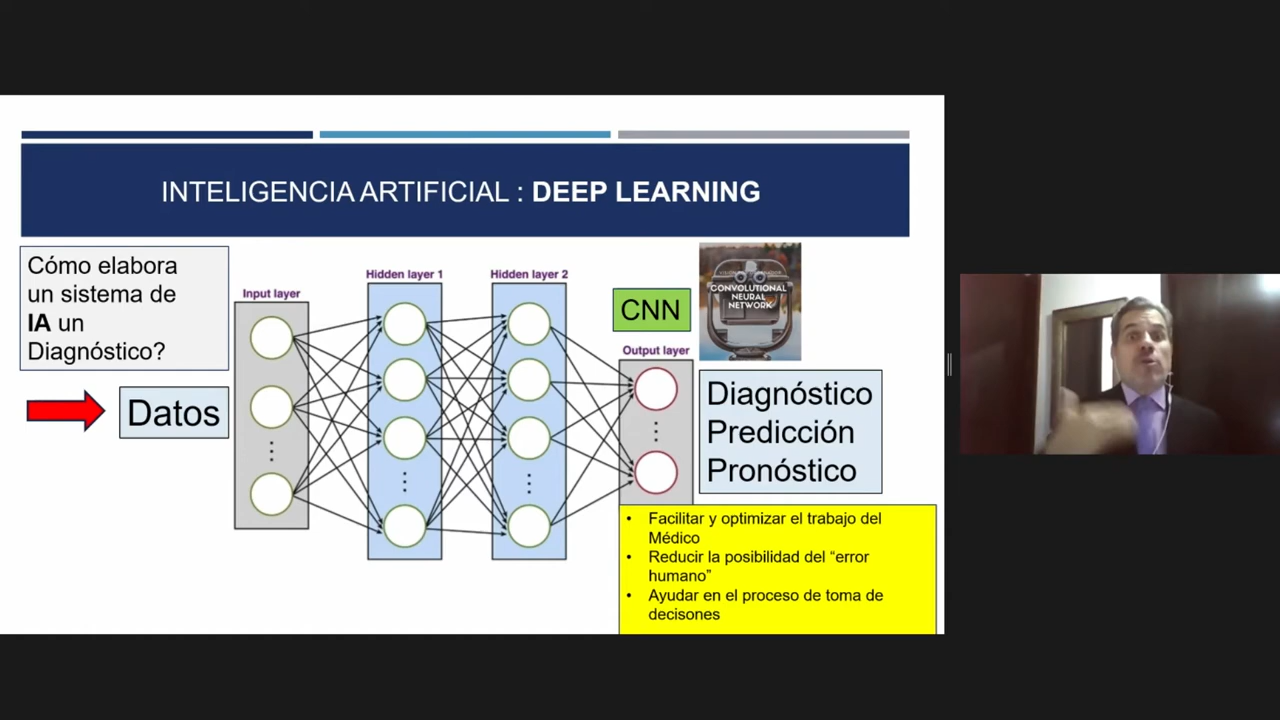 INTELIGENCIA ARTIFICIAL : DEEP LEARNING
Cómo elabora
un sistema de
IA un
Diagnóstico?
Datos
Input layer
Hidden layer 1
Hidden layer 2
CNN
CONVOLUTIONAL
NEURAL
NETWORK
Output layer
Diagnóstico
Predicción
Pronóstico
• Facilitar y optimizar el trabajo del
Médico
• Reducir la posibilidad del “error
humano”
• Ayudar en el proceso de toma de
decisones